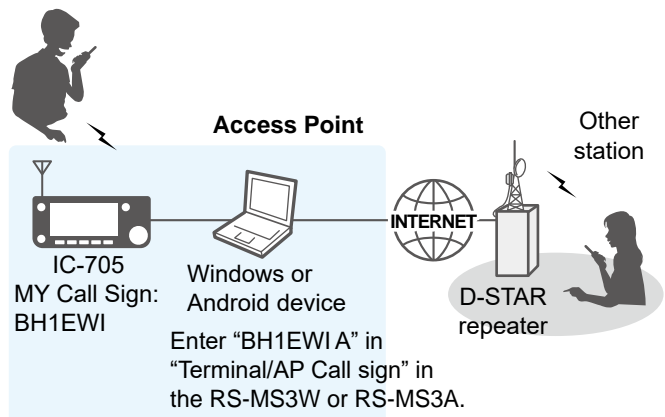 Access Point
Other
station
INTERNET
IC-705
MY Call Sign:
BH1EWI
Windows or
Android device
D-STAR
repeater
Enter “BH1EWI A” in
“Terminal/AP Call sign” in
the RS-MS3W or RS-MS3A.